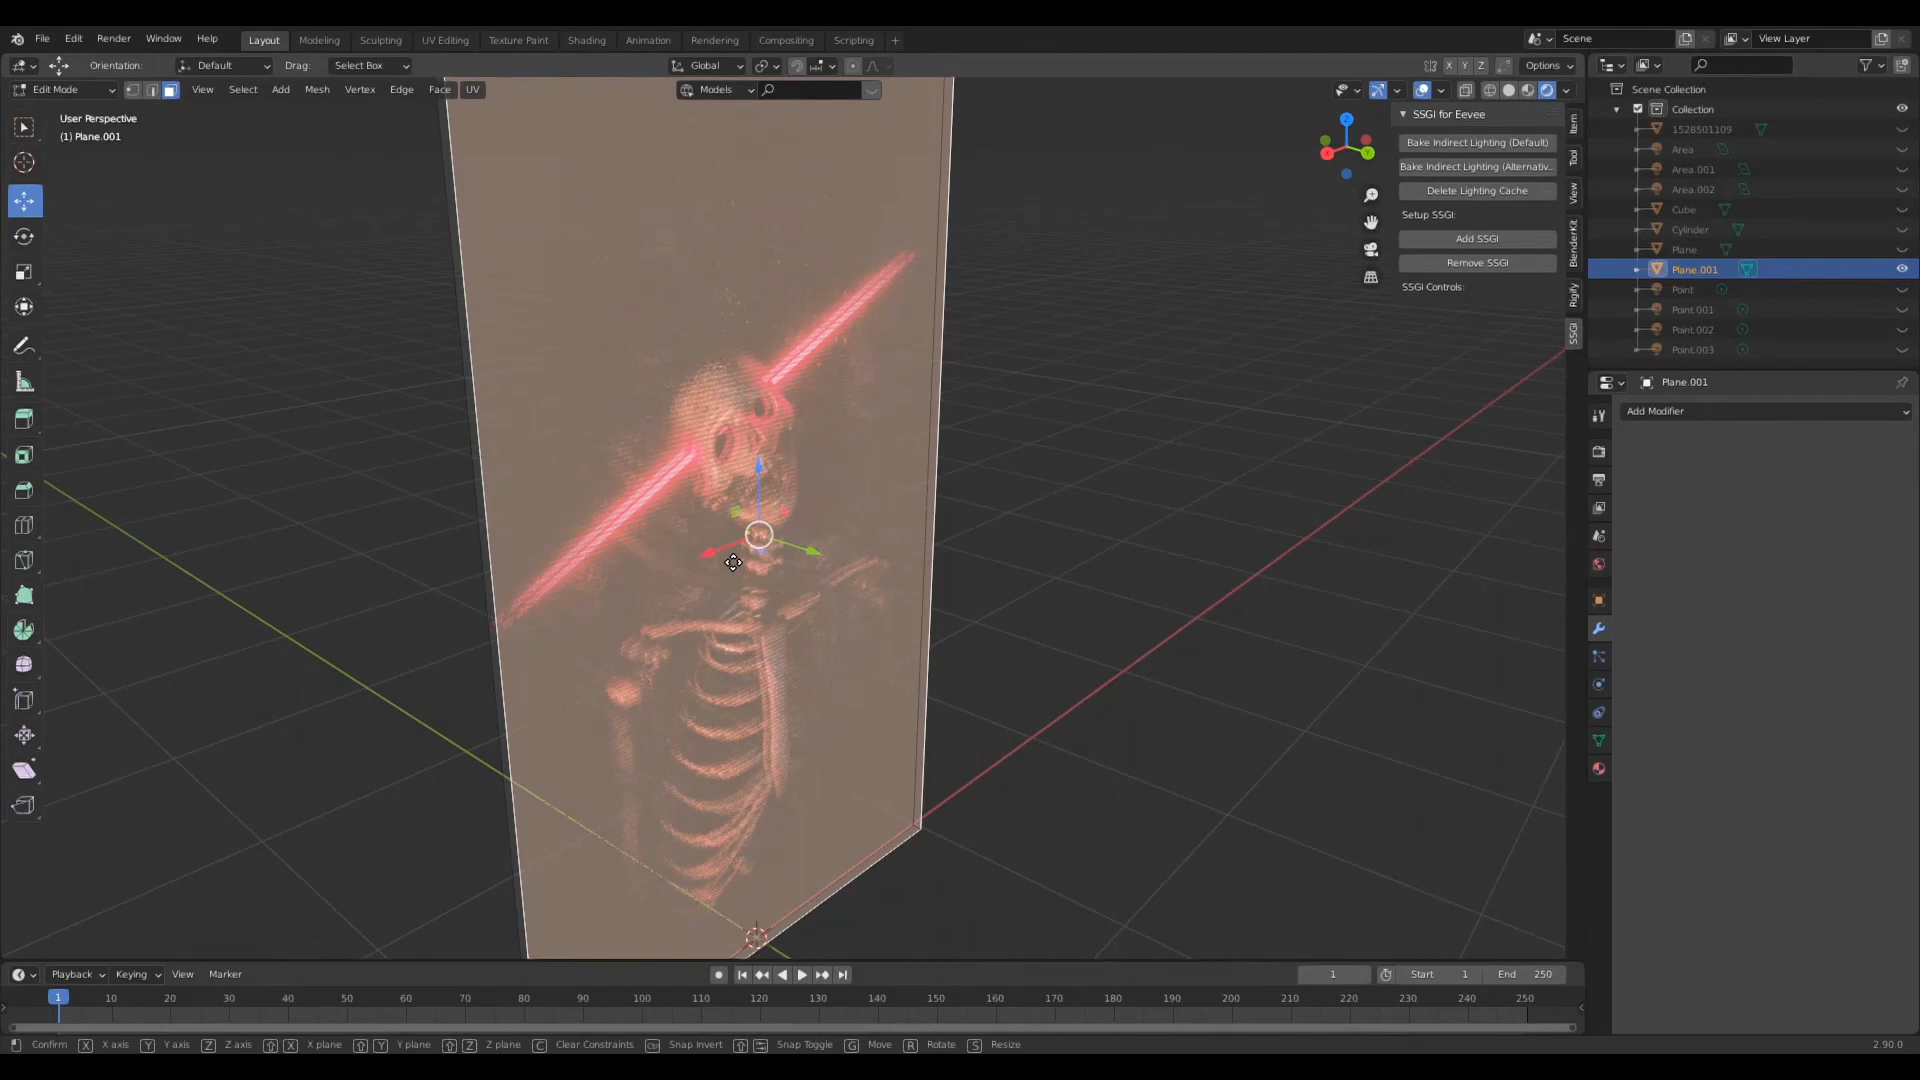 File Edit Render Window Help Layout Modeling Sculpting UV Editing Texture Paint Shading Animation Rendering Compositing Scripting + Scene View Layer
Orientation: Default Drag: Select Box Global X Y Z Options
Edit Mode View Select Add Mesh Vertex Edge Face UV Models
User Perspective
(1) Plane.001
Z
X Y
SSGI for Eevee
Bake Indirect Lighting (Default)
Bake Indirect Lighting (Alternativ...
Delete Lighting Cache
Setup SSGI:
Add SSGI
Remove SSGI
SSGI Controls:
Item
Tool
View
BlenderKit
Rigify
SSGI
Scene Collection
Collection
1528501109
Area
Area.001
Area.002
Cube
Cylinder
Plane
Plane.001
Point
Point.001
Point.002
Point.003
Plane.001
Add Modifier
Playback Keying View Marker 1 Start 1 End 250
1 10 20 30 40 50 60 70 80 90 100 110 120 130 140 150 160 170 180 190 200 210 220 230 240 250
Confirm X X axis Y Y axis Z Z axis X X plane Y Y plane Z Z plane C Clear Constraints Ctrl Snap Invert Snap Toggle G Move R Rotate S Resize 2.90.0